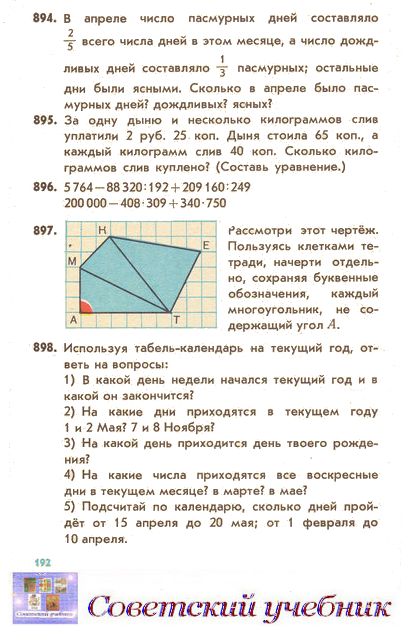 894. В апреле число пасмурных дней составляло
2/5 всего числа дней в этом месяце, а число дожд-
ливых дней составляло 1/3 пасмурных; остальные
дни были ясными. Сколько в апреле было пас-
мурных дней? дождливых? ясных?
895. За одну дыню и несколько килограммов слив
уплатили 2 руб. 25 коп. Дыня стоила 65 коп., а
каждый килограмм слив 40 коп. Сколько кило-
граммов слив куплено? (Составь уравнение.)
896. 5 764 – 88 320 : 192 + 209 160 : 249
200 000 – 408 · 309 + 340 · 750
897. Рассмотри этот чертёж.
Пользуясь клетками те-
тради, начерти отдель-
но, сохраняя буквенные
обозначения, каждый
многоугольник, не со-
держащий угол A.
К
Е
М
А
Т
898. Используя табель-календарь на текущий год, от-
веть на вопросы:
1) В какой день недели начался текущий год и в
какой он закончится?
2) На какие дни приходятся в текущем году
1 и 2 Мая? 7 и 8 Ноября?
3) На какой день приходится день твоего рожде-
ния?
4) На какие числа приходятся все воскресные
дни в текущем месяце? в марте? в мае?
5) Подсчитай по календарю, сколько дней прой-
дёт от 15 апреля до 20 мая; от 1 февраля до
10 апреля.
192
Советский учебник
Советский учебник